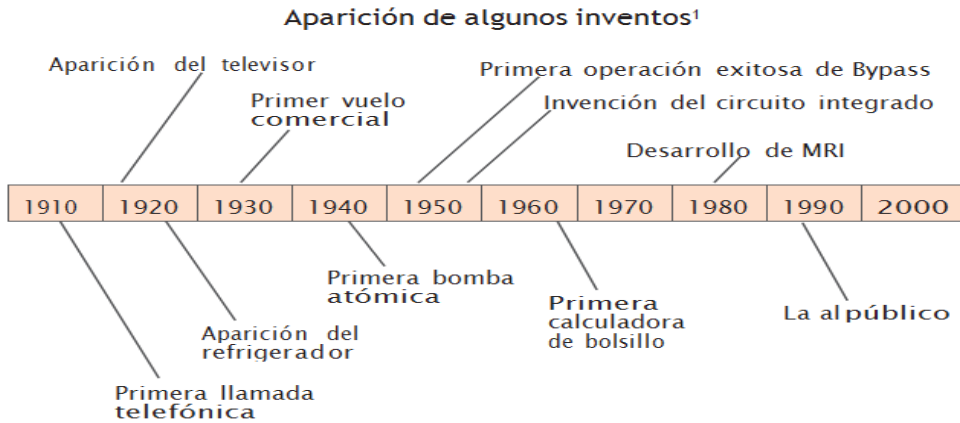 Aparición de algunos inventos¹
Aparición del televisor
Primera operación exitosa de Bypass
Primer vuelo
comercial
Invención del circuito integrado
Desarrollo de MRI
1910 1920 1930 1940 1950 1960 1970 1980 1990 2000
Primera bomba
atómica
Primera
calculadora
de bolsillo
La al público
Aparición del
refrigerador
Primera llamada
telefónica